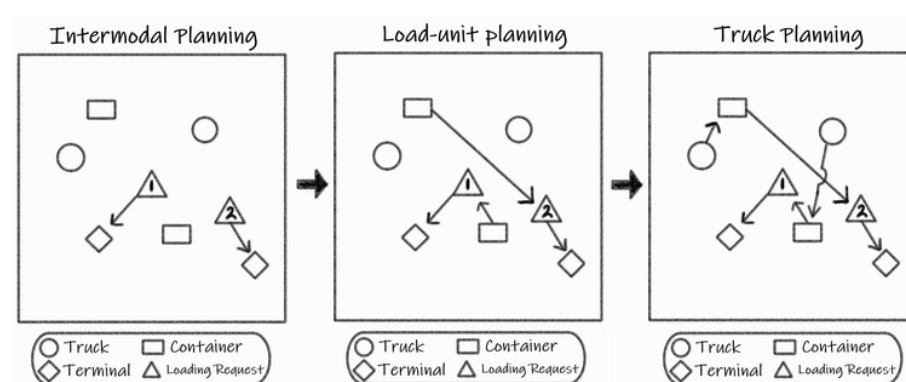 Intermodal Planning
Load-unit planning
Truck Planning
1
2
1
2
1
2
Truck Container
Terminal Loading Request
Truck Container
Terminal Loading Request
Truck Container
Terminal Loading Request